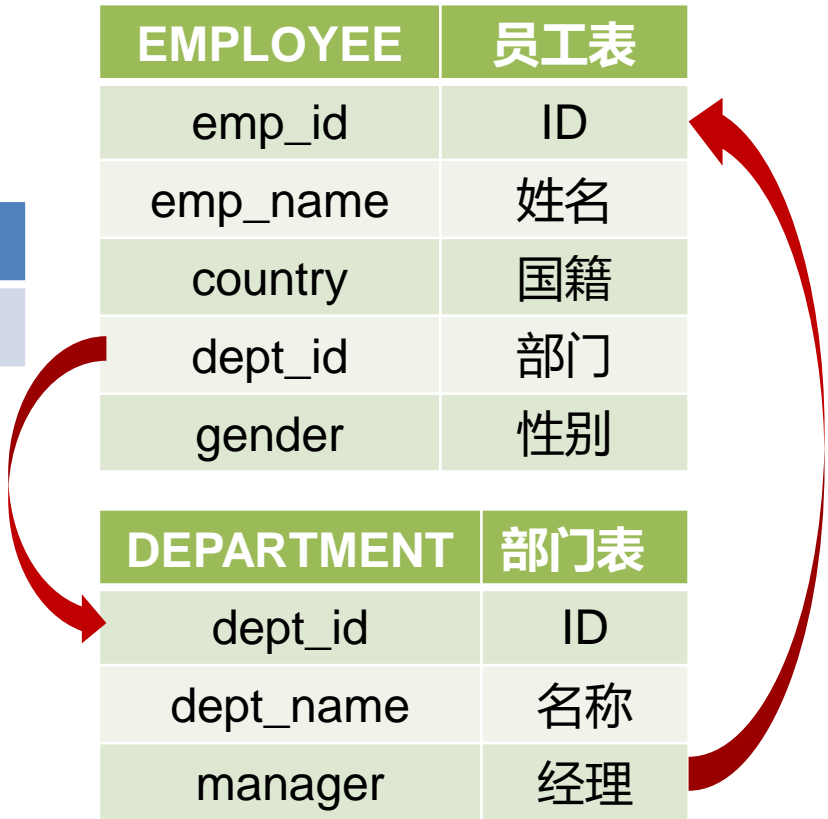 EMPLOYEE 员工表
emp_id ID
emp_name 姓名
country 国籍
dept_id 部门
gender 性别
DEPARTMENT 部门表
dept_id ID
dept_name 名称
manager 经理